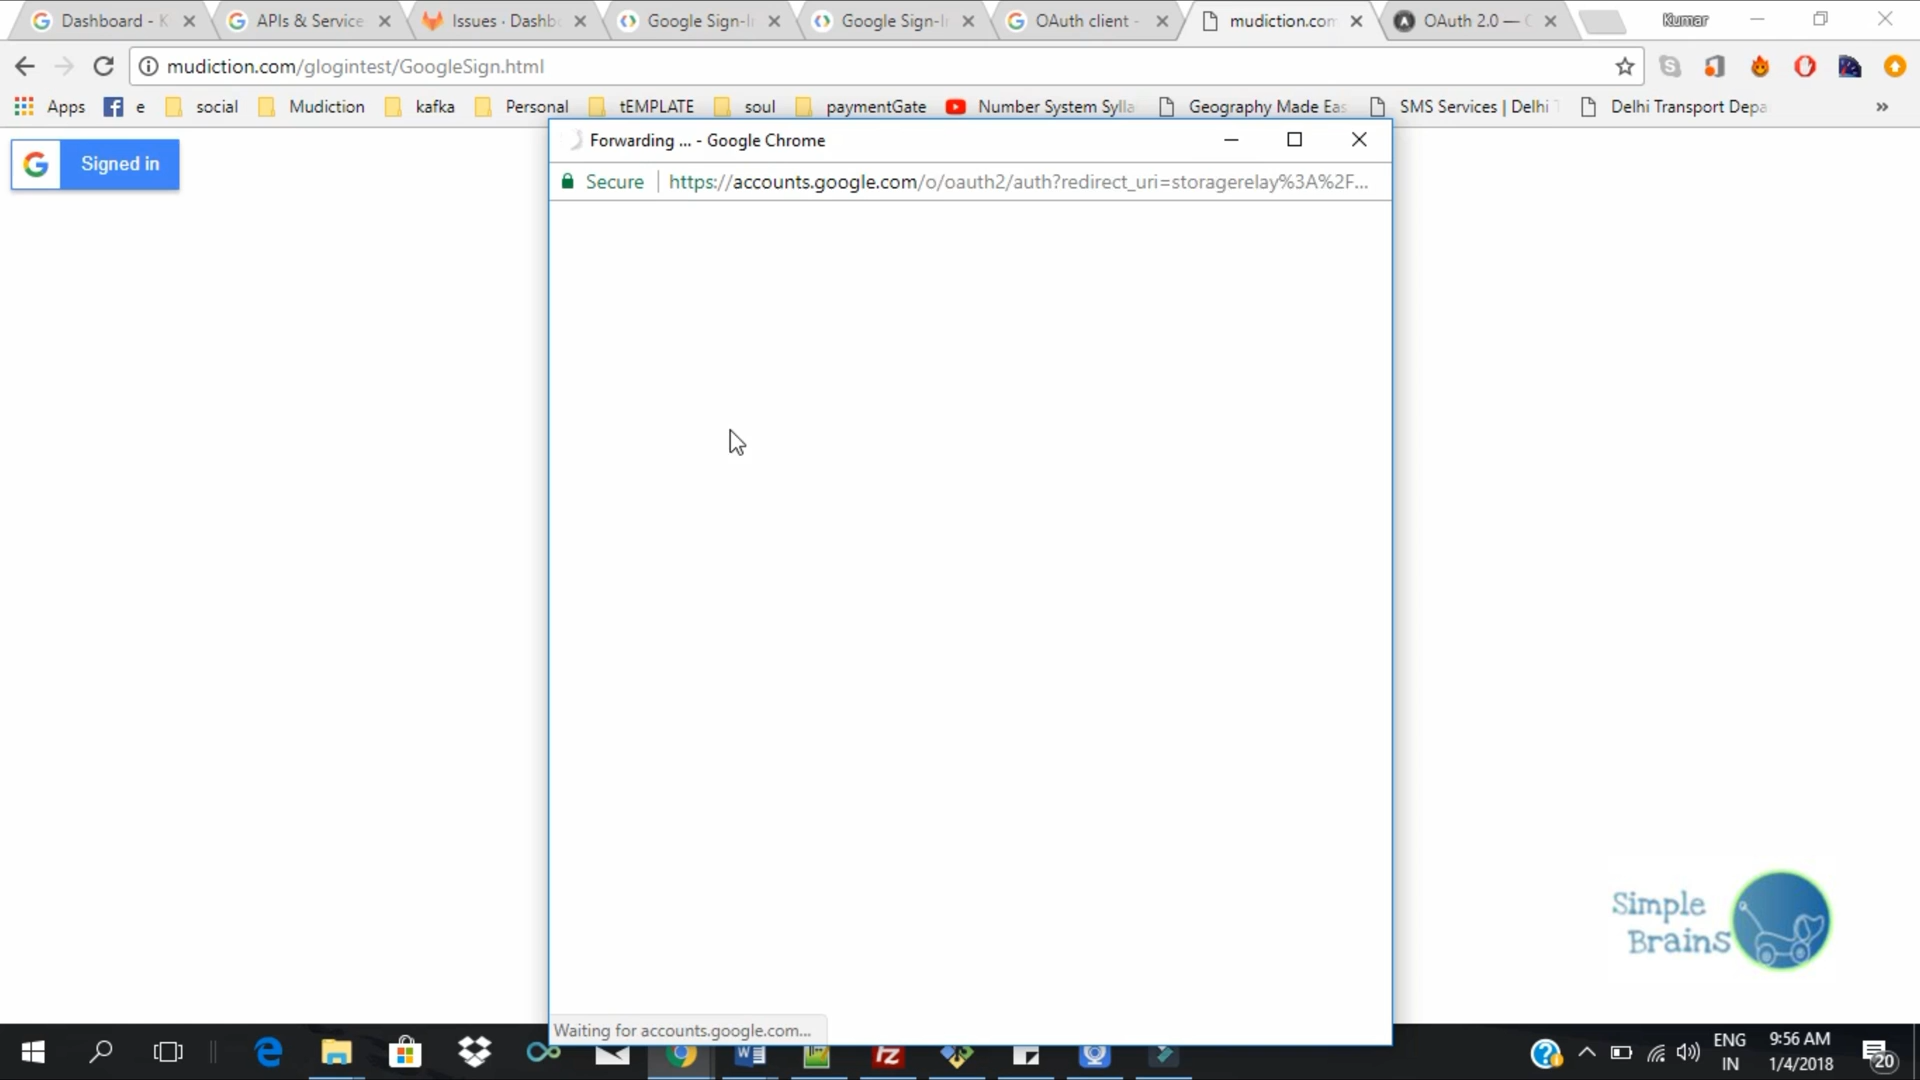 Dashboard - K
APIs & Service
Issues · Dashb
Google Sign-In
Google Sign-In
OAuth client -
mudiction.com
OAuth 2.0 —
Kumar
mudiction.com/glogintest/GoogleSign.html
Apps
e
social
Mudiction
kafka
Personal
tEMPLATE
soul
paymentGate
Number System Sylla
Geography Made Eas
SMS Services | Delhi
Delhi Transport Depa
»
Signed in
Forwarding ... - Google Chrome
Secure
https://accounts.google.com/o/oauth2/auth?redirect_uri=storagerelay%3A%2F...
Simple
Brains
Waiting for accounts.google.com...
ENG
IN
9:56 AM
1/4/2018
20